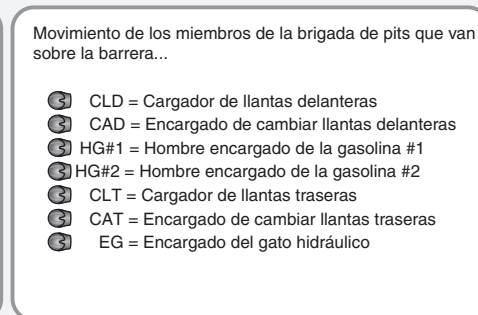 Movimiento de los miembros de la brigada de pits que van
sobre la barrera...
CLD = Cargador de llantas delanteras
CAD = Encargado de cambiar llantas delanteras
HG#1 = Hombre encargado de la gasolina #1
HG#2 = Hombre encargado de la gasolina #2
CLT = Cargador de llantas traseras
CAT = Encargado de cambiar llantas traseras
EG = Encargado del gato hidráulico